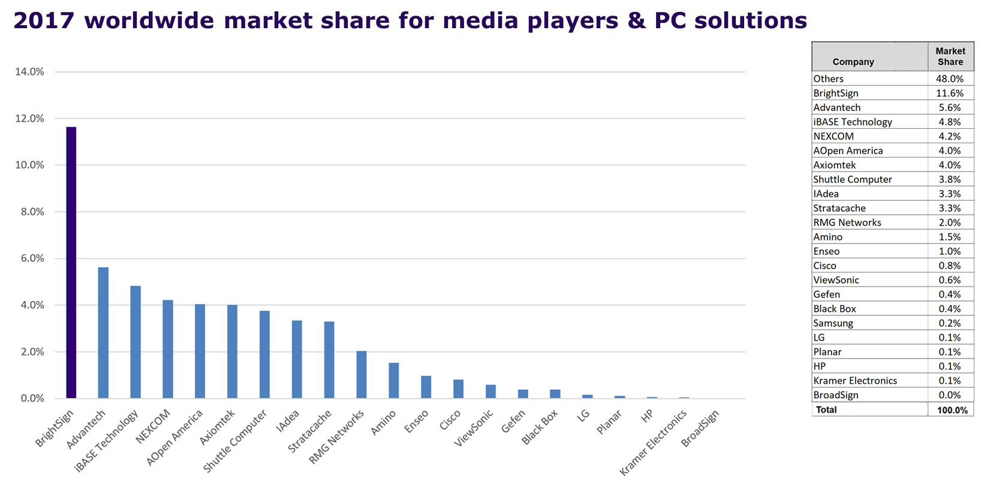 2017 worldwide market share for media players & PC solutions
14.0%
12.0%
10.0%
8.0%
6.0%
4.0%
2.0%
0.0%
BrightSign
Advantech
iBASE Technology
NEXCOM
AOpen America
Axiomtek
Shuttle Computer
IAdea
Stratacache
RMG Networks
Amino
Enseo
Cisco
ViewSonic
Gefen
Black Box
LG
Planar
HP
Kramer Electronics
BroadSign
Company Market Share
Others 48.0%
BrightSign 11.6%
Advantech 5.6%
iBASE Technology 4.8%
NEXCOM 4.2%
AOpen America 4.0%
Axiomtek 4.0%
Shuttle Computer 3.8%
IAdea 3.3%
Stratacache 3.3%
RMG Networks 2.0%
Amino 1.5%
Enseo 1.0%
Cisco 0.8%
ViewSonic 0.6%
Gefen 0.4%
Black Box 0.4%
Samsung 0.2%
LG 0.1%
Planar 0.1%
HP 0.1%
Kramer Electronics 0.1%
BroadSign 0.0%
Total 100.0%